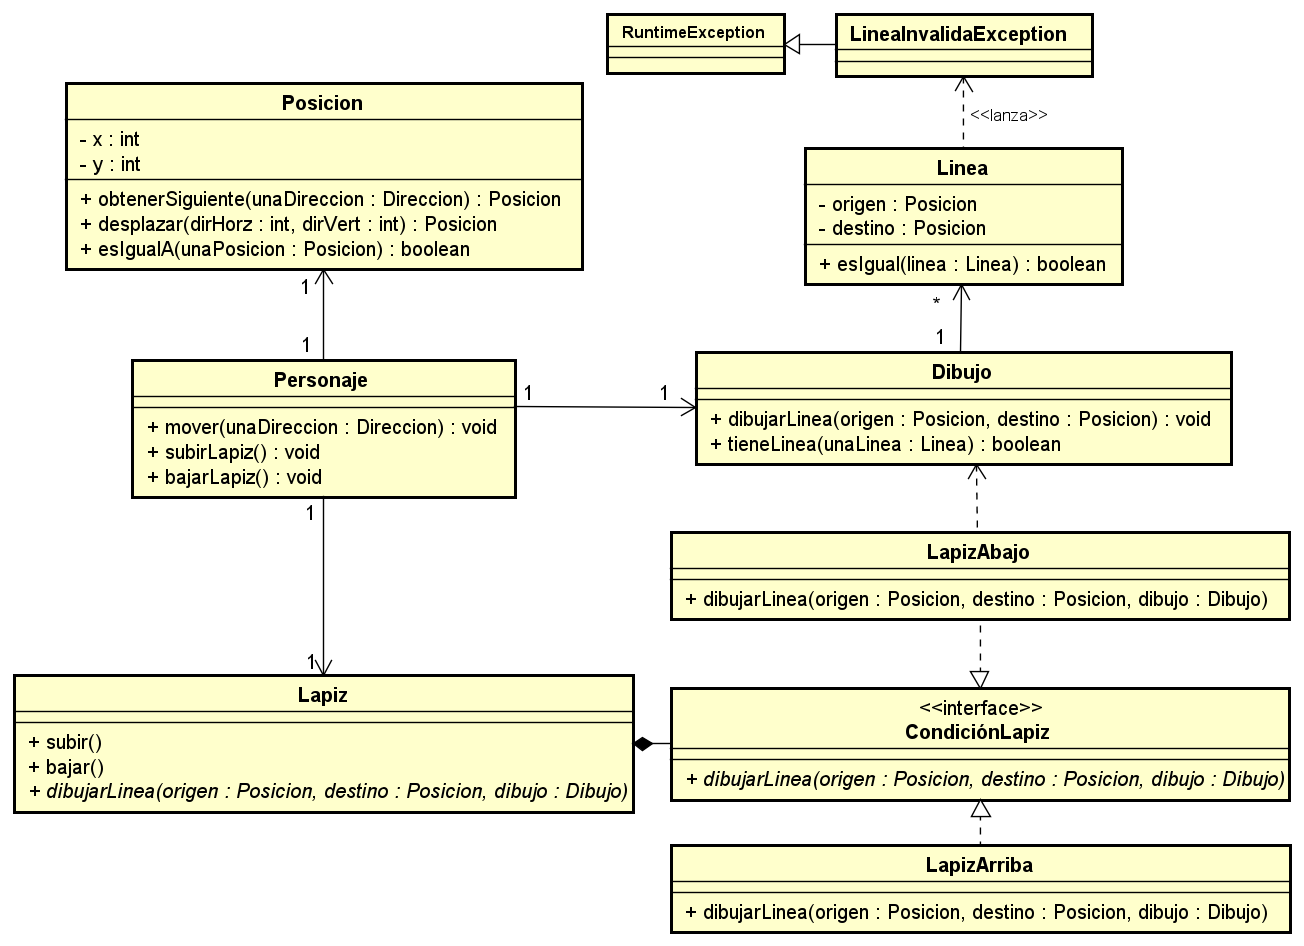 RuntimeException
LineaInvalidaException
<<lanza>>
Posicion
- x : int
- y : int
+ obtenerSiguiente(unaDireccion : Direccion) : Posicion
+ desplazar(dirHorz : int, dirVert : int) : Posicion
+ esIgualA(unaPosicion : Posicion) : boolean
Linea
- origen : Posicion
- destino : Posicion
+ esIgual(linea : Linea) : boolean
1
*
1
1
Personaje
+ mover(unaDireccion : Direccion) : void
+ subirLapiz() : void
+ bajarLapiz() : void
1
1
Dibujo
+ dibujarLinea(origen : Posicion, destino : Posicion) : void
+ tieneLinea(unaLinea : Linea) : boolean
1
1
LapizAbajo
+ dibujarLinea(origen : Posicion, destino : Posicion, dibujo : Dibujo)
Lapiz
+ subir()
+ bajar()
+ dibujarLinea(origen : Posicion, destino : Posicion, dibujo : Dibujo)
<<interface>>
CondiciónLapiz
+ dibujarLinea(origen : Posicion, destino : Posicion, dibujo : Dibujo)
LapizArriba
+ dibujarLinea(origen : Posicion, destino : Posicion, dibujo : Dibujo)